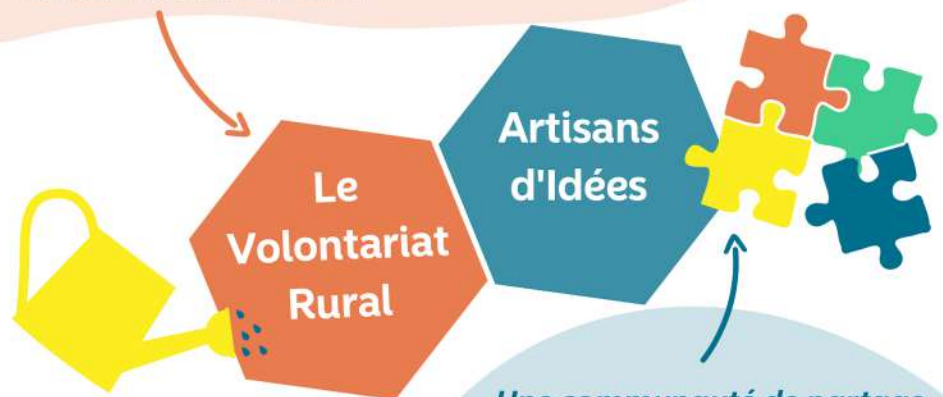 Le
Volontariat
Rural
Artisans
d'Idées
Une communauté de partage